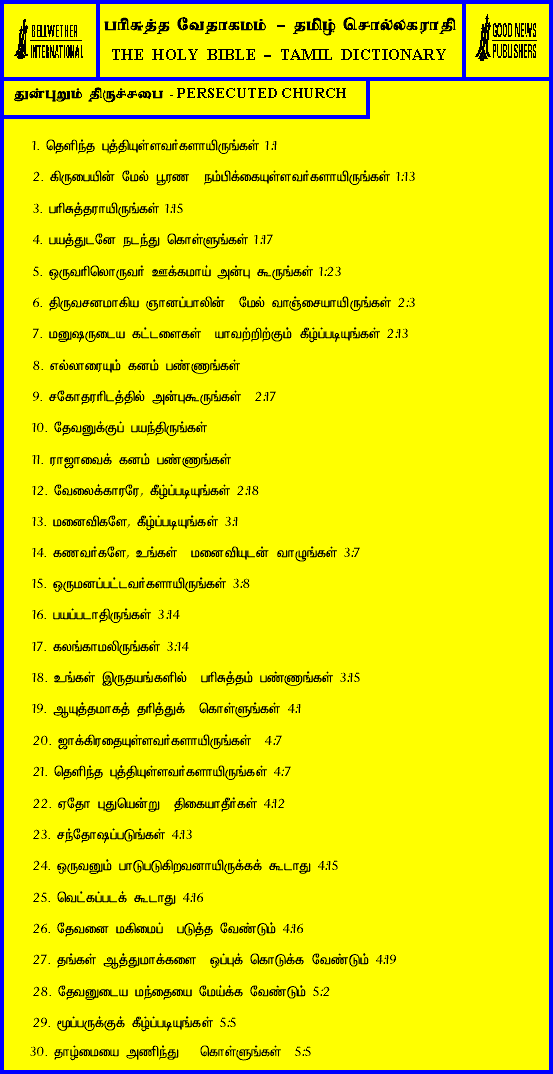 BELLWETHER
INTERNATIONAL
பரிசுத்த வேதாகமம் – தமிழ் சொல்லகராதி
THE HOLY BIBLE – TAMIL DICTIONARY
GOOD NEWS
PUBLISHERS
துன்புறும் திருச்சபை - PERSECUTED CHURCH
1. தெளிந்த புத்தியுள்ளவர்களாயிருங்கள் 1:1
2. கிருபையின் மேல் பூரண நம்பிக்கையுள்ளவர்களாயிருங்கள் 1:13
3. பரிசுத்தராயிருங்கள் 1:15
4. பயத்துடனே நடந்து கொள்ளுங்கள் 1:17
5. ஒருவரிலொருவர் ஊக்கமாய் அன்பு கூருங்கள் 1:23
6. திருவசனமாகிய ஞானப்பாலின் மேல் வாஞ்சையாயிருங்கள் 2:3
7. மனுஷருடைய கட்டளைகள் யாவற்றிற்கும் கீழ்ப்படியுங்கள் 2:13
8. எல்லாரையும் கனம் பண்ணுங்கள்
9. சகோதரரிடத்தில் அன்புகூருங்கள் 2:17
10. தேவனுக்குப் பயந்திருங்கள்
11. ராஜாவைக் கனம் பண்ணுங்கள்
12. வேலைக்காரரே, கீழ்ப்படியுங்கள் 2:18
13. மனைவிகளே, கீழ்ப்படியுங்கள் 3:1
14. கணவர்களே, உங்கள் மனைவியுடன் வாழுங்கள் 3:7
15. ஒருமனப்பட்டவர்களாயிருங்கள் 3:8
16. பயப்படாதிருங்கள் 3:14
17. கலங்காமலிருங்கள் 3:14
18. உங்கள் இருதயங்களில் பரிசுத்தம் பண்ணுங்கள் 3:15
19. ஆயுத்தமாகத் தரித்துக் கொள்ளுங்கள் 4:1
20. ஜாக்கிரதையுள்ளவர்களாயிருங்கள் 4:7
21. தெளிந்த புத்தியுள்ளவர்களாயிருங்கள் 4:7
22. ஏதோ புதுயென்று திகையாதீர்கள் 4:12
23. சந்தோஷப்படுங்கள் 4:13
24. ஒருவனும் பாடுபடுகிறவனாயிருக்கக் கூடாது 4:15
25. வெட்கப்படக் கூடாது 4:16
26. தேவனை மகிமைப் படுத்த வேண்டும் 4:16
27. தங்கள் ஆத்துமாக்களை ஒப்புக் கொடுக்க வேண்டும் 4:19
28. தேவனுடைய மந்தையை மேய்க்க வேண்டும் 5:2
29. மூப்பருக்குக் கீழ்ப்படியுங்கள் 5:5
30. தாழ்மையை அணிந்து கொள்ளுங்கள் 5:5